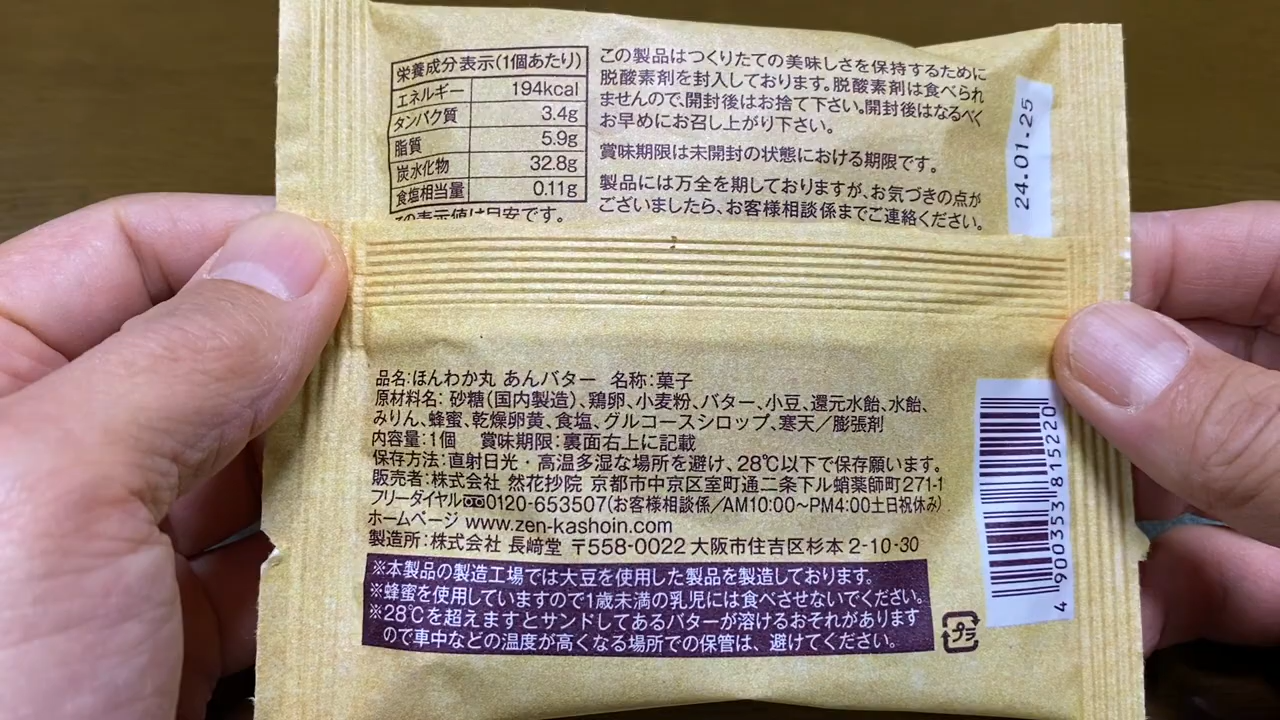 栄養成分表示(1個あたり)
エネルギー 194kcal
タンパク質 3.4g
脂質 5.9g
炭水化物 32.8g
食塩相当量 0.11g
この表示値は目安です。
この製品はつくりたての美味しさを保持するために
脱酸素剤を封入しております。脱酸素剤は食べられ
ませんので、開封後はお捨て下さい。開封後はなるべく
お早めにお召し上がり下さい。
賞味期限は未開封の状態における期限です。
製品には万全を期しておりますが、お気づきの点が
ございましたら、お客様相談係までご連絡ください。
24.01.25
品名:ほんわか丸 あんバター 名称:菓子
原材料名: 砂糖(国内製造)、鶏卵、小麦粉、バター、小豆、還元水飴、水飴、
みりん、蜂蜜、乾燥卵黄、食塩、グルコースシロップ、寒天/膨張剤
内容量:1個 賞味期限:裏面右上に記載
保存方法:直射日光・高温多湿な場所を避け、28℃以下で保存願います。
販売者:株式会社 然花抄院 京都市中京区室町通二条下ル蛸薬師町271-1
フリーダイヤル0120-653507(お客様相談係/AM10:00~PM4:00土日祝休み)
ホームページ www.zen-kashoin.com
製造所:株式会社 長﨑堂 〒558-0022 大阪市住吉区杉本 2-10-30
※本製品の製造工場では大豆を使用した製品を製造しております。
※蜂蜜を使用していますので1歳未満の乳児には食べさせないでください。
※28℃を超えますとサンドしてあるバターが溶けるおそれがあります
ので車中などの温度が高くなる場所での保管は、避けてください。
プラ
4 900353 815220